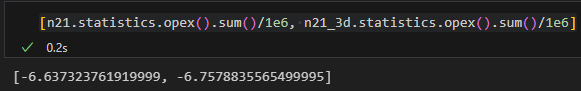 [n21.statistics.opex().sum()/1e6, n21_3d.statistics.opex().sum()/1e6]
✓ 0.2s
[-6.637323761919999, -6.7578835565499995]